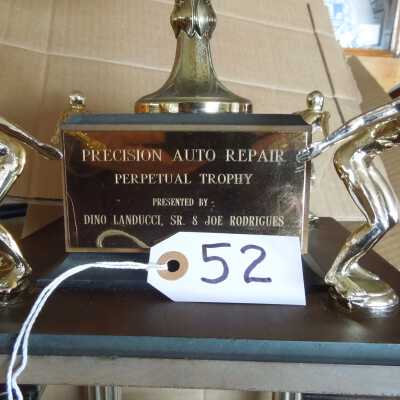 PRECISION AUTO REPAIR
PERPETUAL TROPHY
PRESENTED BY
DINO LANDUCCI, SR. & JOE RODRIGUES
52